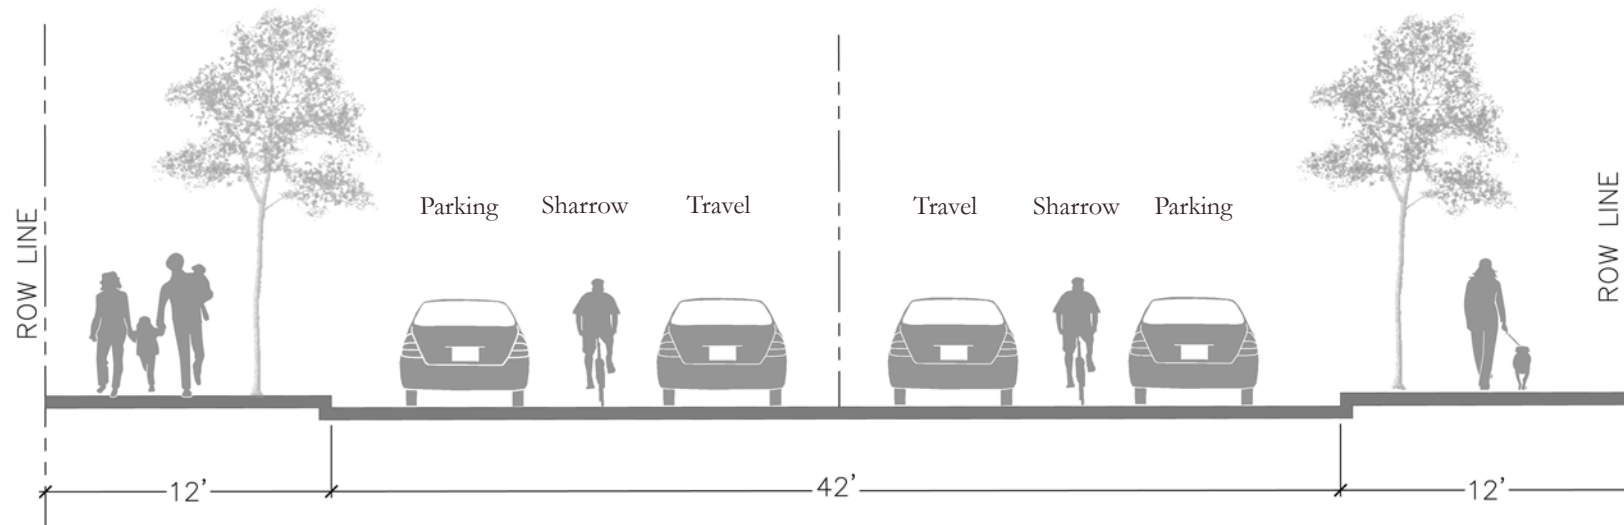 ROW LINE
Parking
Sharrow
Travel
Travel
Sharrow
Parking
ROW LINE
12'
42'
12'